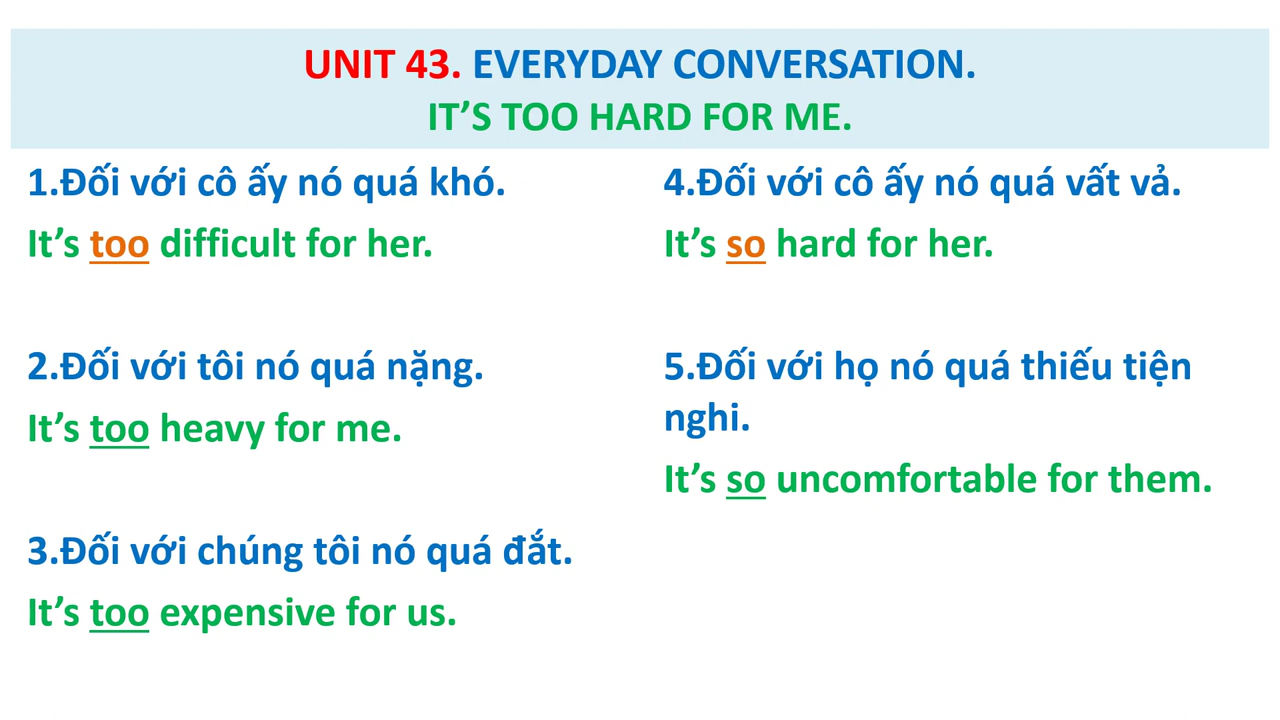 UNIT 43. EVERYDAY CONVERSATION.
IT’S TOO HARD FOR ME.
1.Đối với cô ấy nó quá khó.
It’s too difficult for her.
2.Đối với tôi nó quá nặng.
It’s too heavy for me.
3.Đối với chúng tôi nó quá đắt.
It’s too expensive for us.
4.Đối với cô ấy nó quá vất vả.
It’s so hard for her.
5.Đối với họ nó quá thiếu tiện
nghi.
It’s so uncomfortable for them.